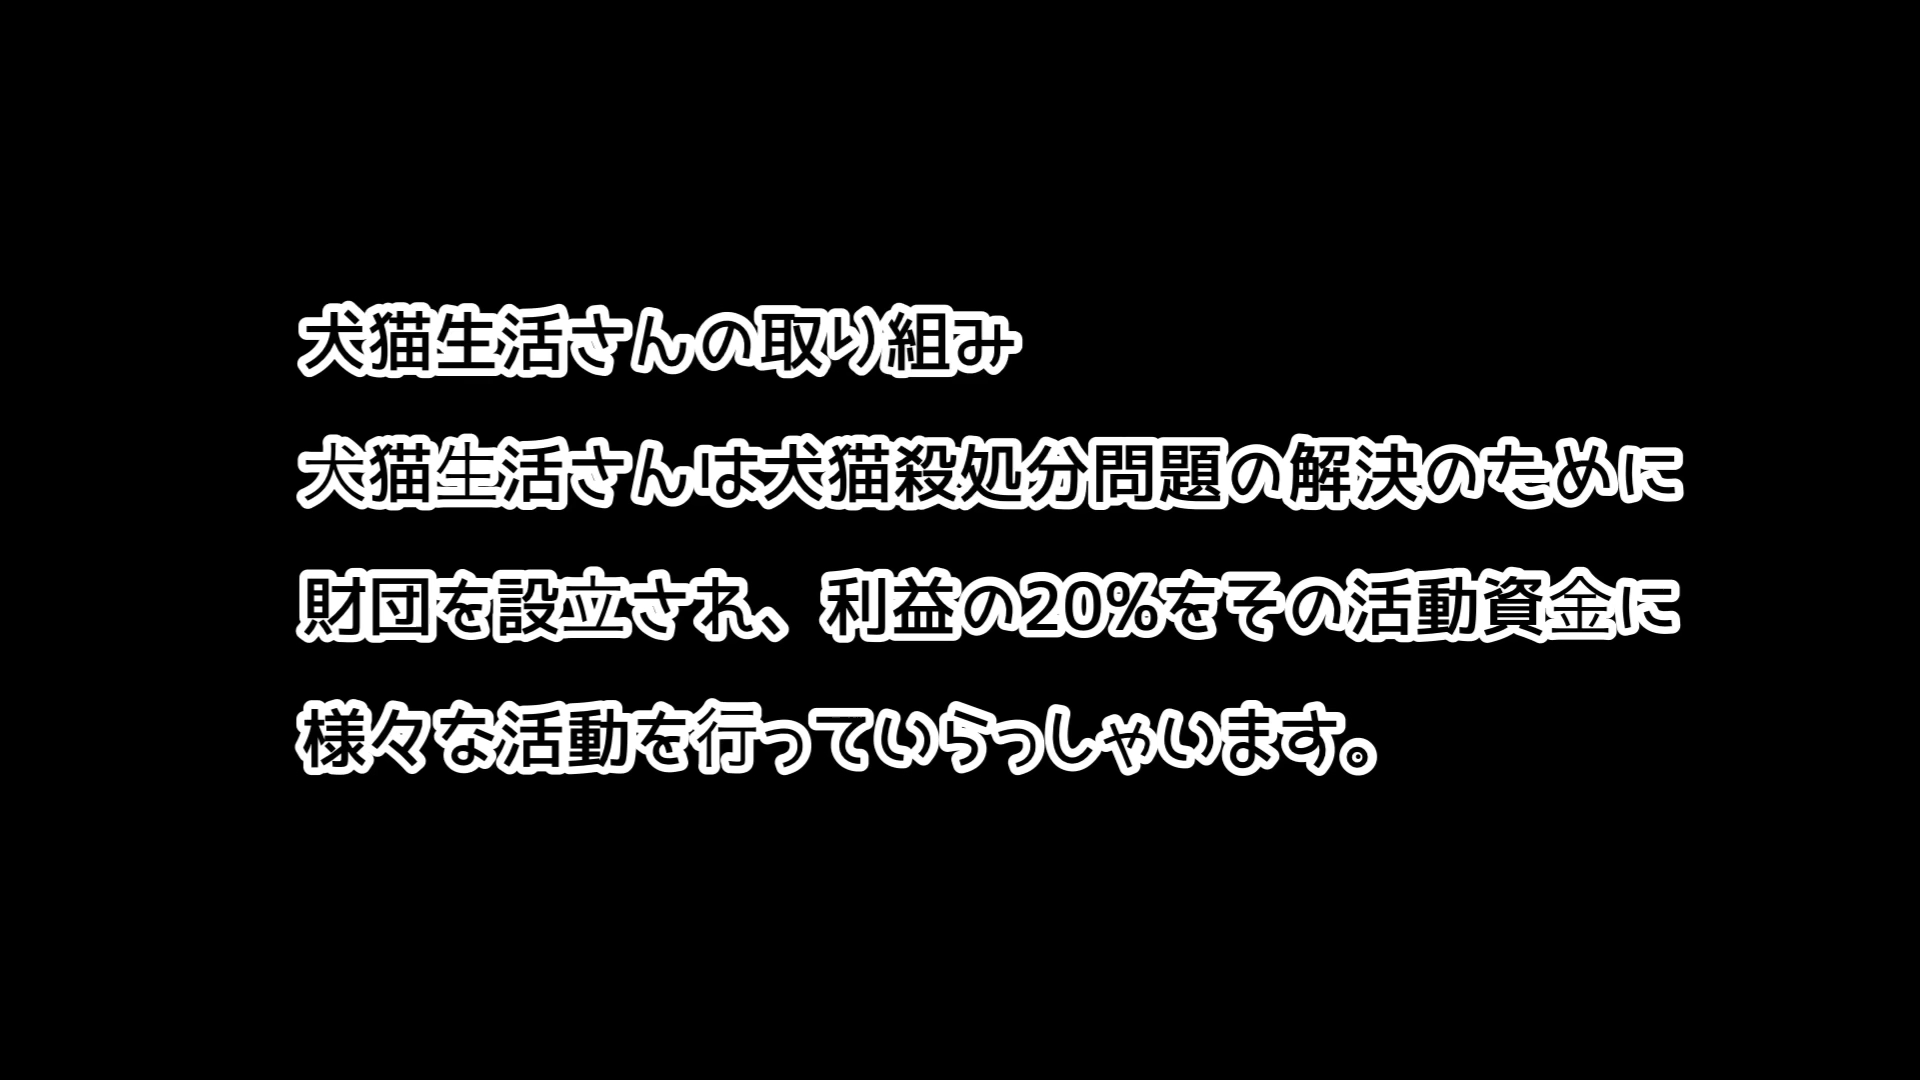 犬猫生活さんの取り組み
犬猫生活さんは犬猫殺処分問題の解決のために
財団を設立され、利益の20%をその活動資金に
様々な活動を行っていらっしゃいます。